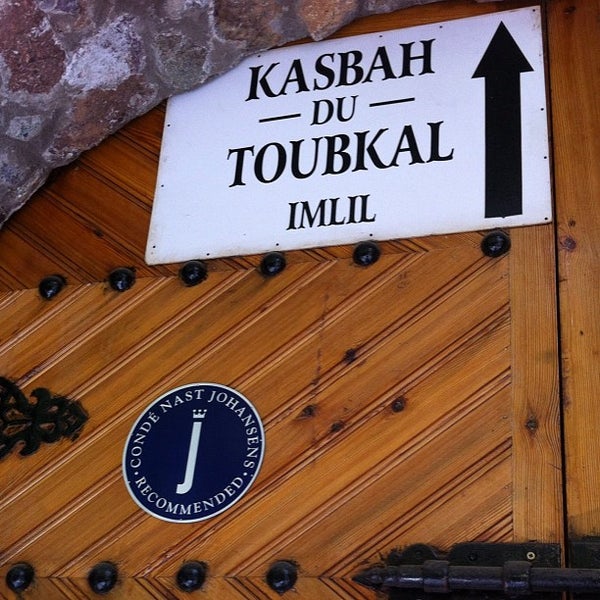 KASBAH
DU
TOUBKAL
IMLIL
CONDÉ NAST JOHANSENS
j
RECOMMENDED